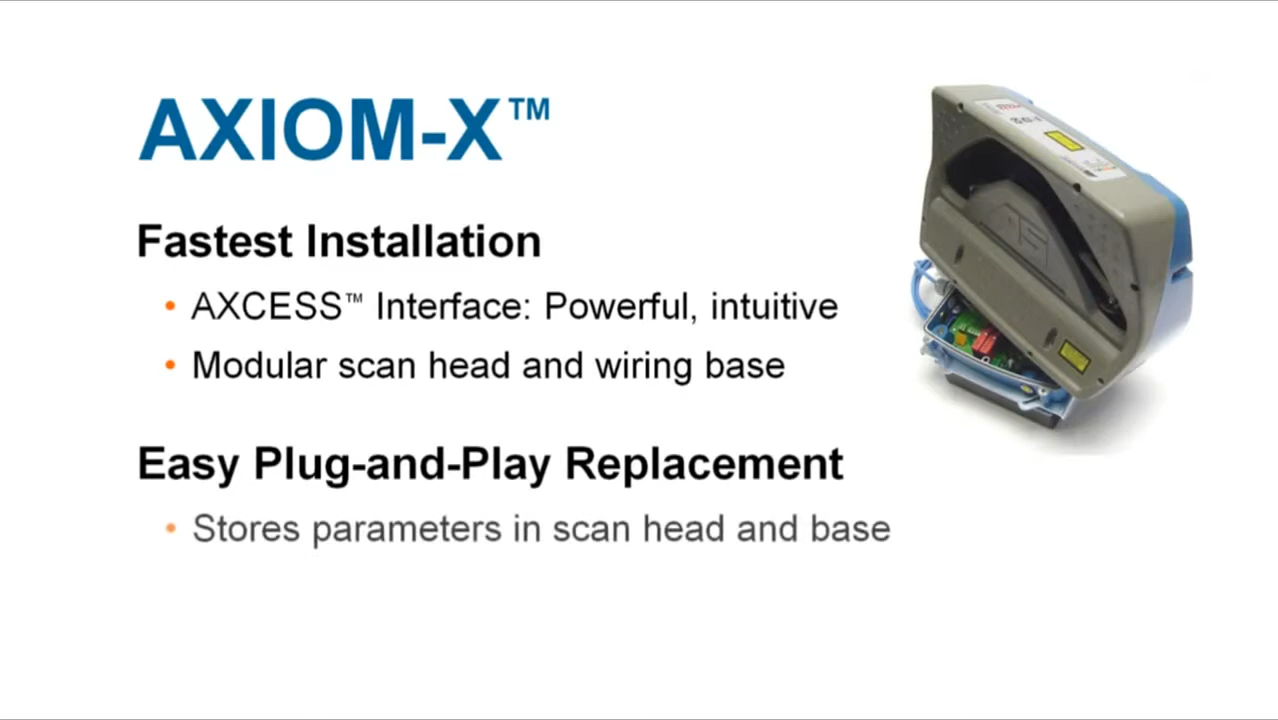 AXIOM-X™
Fastest Installation
• AXCESS™ Interface: Powerful, intuitive
• Modular scan head and wiring base
Easy Plug-and-Play Replacement
• Stores parameters in scan head and base